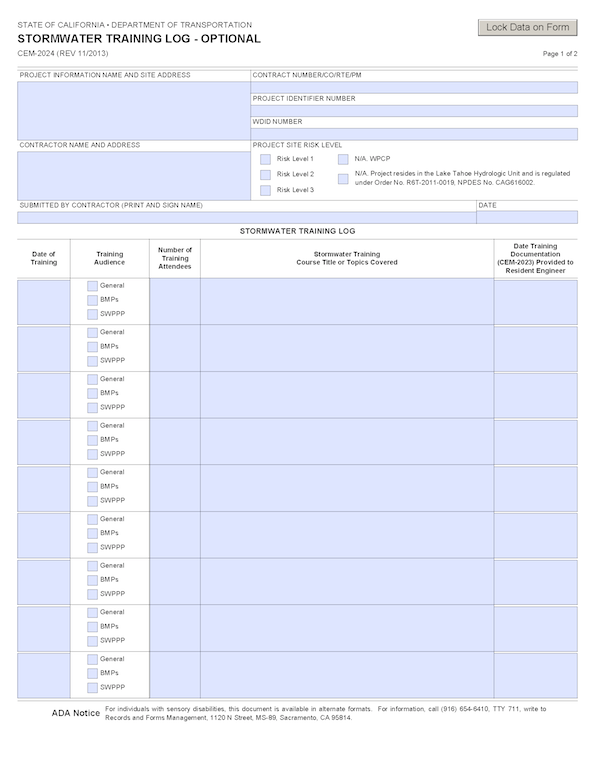 STATE OF CALIFORNIA • DEPARTMENT OF TRANSPORTATION
STORMWATER TRAINING LOG - OPTIONAL
CEM-2024 (REV 11/2013)
Lock Data on Form
Page 1 of 2
PROJECT INFORMATION NAME AND SITE ADDRESS
CONTRACT NUMBER/CO/RTE/PM
PROJECT IDENTIFIER NUMBER
WDID NUMBER
CONTRACTOR NAME AND ADDRESS
PROJECT SITE RISK LEVEL
Risk Level 1
N/A. WPCP
Risk Level 2
N/A. Project resides in the Lake Tahoe Hydrologic Unit and is regulated
under Order No. R6T-2011-0019, NPDES No. CAG616002.
Risk Level 3
SUBMITTED BY CONTRACTOR (PRINT AND SIGN NAME)
DATE
STORMWATER TRAINING LOG
Date of
Training
Training
Audience
Number of
Training
Attendees
Stormwater Training
Course Title or Topics Covered
Date Training
Documentation
(CEM-2023) Provided to
Resident Engineer
General
BMPs
SWPPP
General
BMPs
SWPPP
General
BMPs
SWPPP
General
BMPs
SWPPP
General
BMPs
SWPPP
General
BMPs
SWPPP
General
BMPs
SWPPP
General
BMPs
SWPPP
General
BMPs
SWPPP
ADA Notice
For individuals with sensory disabilities, this document is available in alternate formats. For information, call (916) 654-6410, TTY 711, write to
Records and Forms Management, 1120 N Street, MS-89, Sacramento, CA 95814.